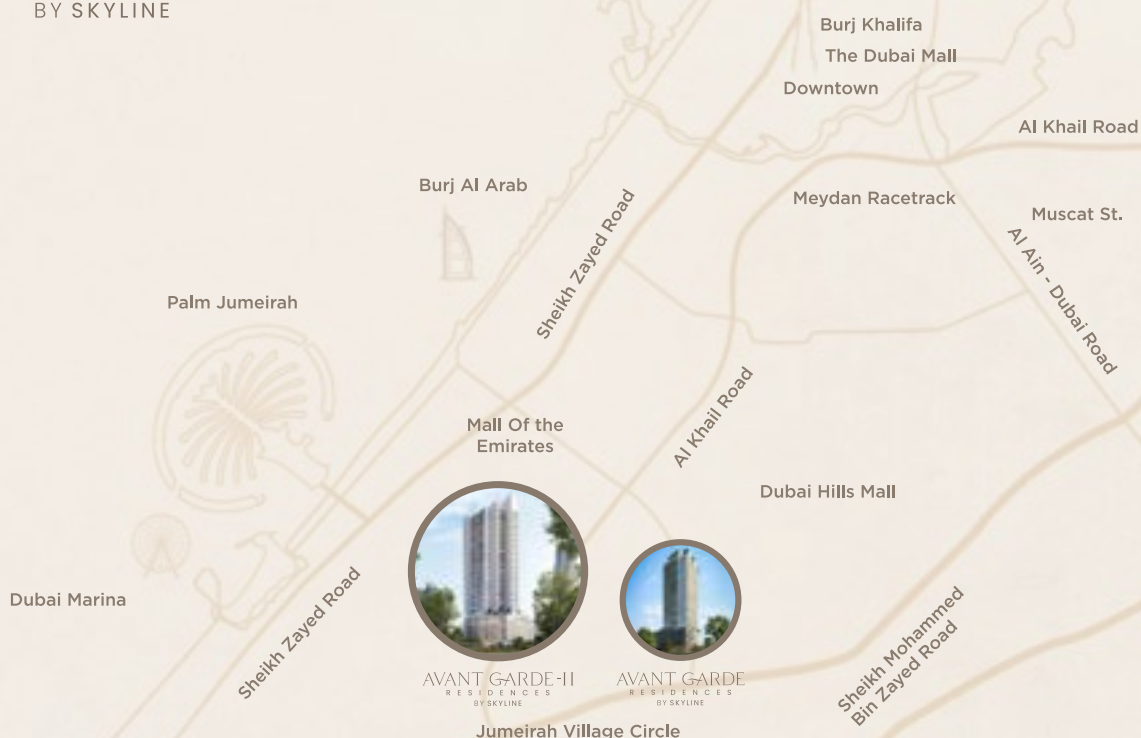 BY SKYLINE
Burj Khalifa
The Dubai Mall
Downtown
Al Khail Road
Burj Al Arab
Sheikh Zayed Road
Meydan Racetrack
Muscat St.
Al Ain - Dubai Road
Palm Jumeirah
Mall Of the
Emirates
Al Khail Road
Dubai Hills Mall
Dubai Marina
Sheikh Zayed Road
Sheikh Mohammed
Bin Zayed Road
AVANT GARDE-II
RESIDENCES
BY SKYLINE
AVANT GARDE
RESIDENCES
BY SKYLINE
Jumeirah Village Circle